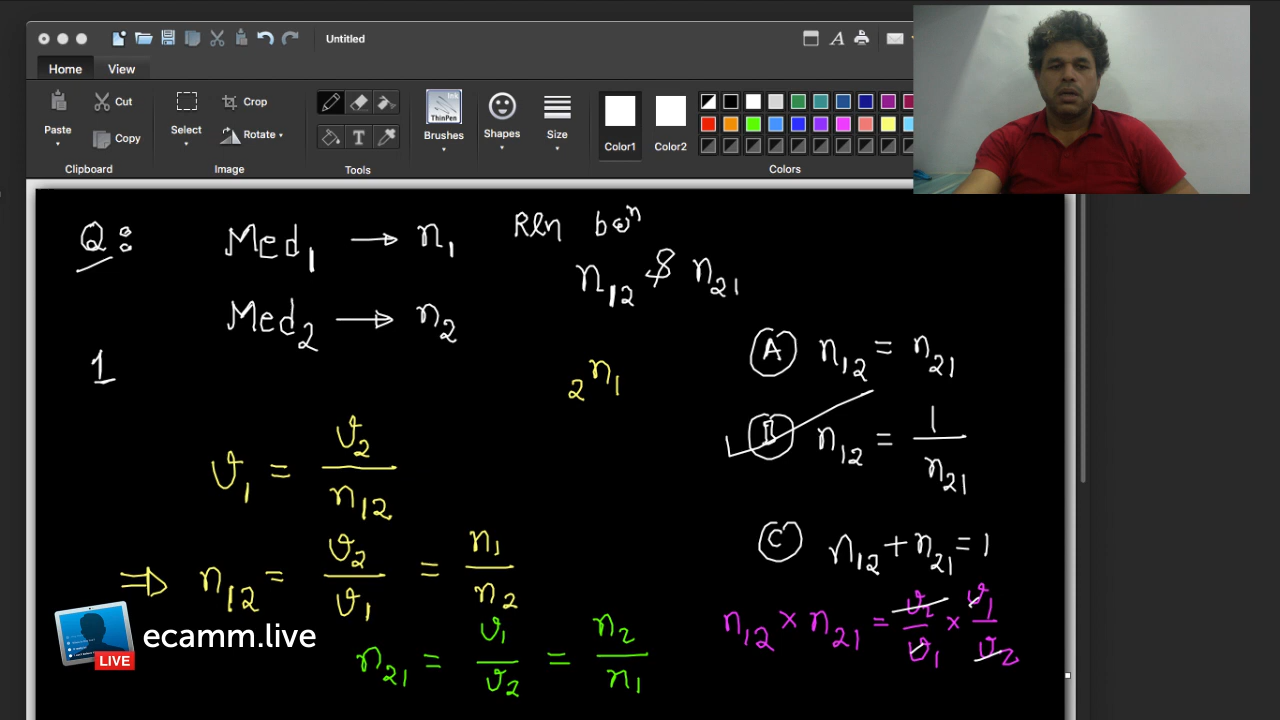 Untitled
Home View
Paste
Cut
Copy
Clipboard
Select
Crop
Rotate
Image
Tools
Ink
ThinPen
Brushes
Shapes
Size
Color1
Color2
Colors
Q:
Med₁ → n₁
Med₂ → n₂
Rln bwⁿ
n₁₂ & n₂₁
1
₂n₁
Ⓐ n₁₂ = n₂₁
Ⓑ n₁₂ = 1/n₂₁
Ⓒ n₁₂ + n₂₁ = 1
v₁ = v₂/n₁₂
⇒ n₁₂ = v₂/v₁ = n₁/n₂
n₂₁ = v₁/v₂ = n₂/n₁
n₁₂ × n₂₁ = v₂/v₁ × v₁/v₂
ecamm.live
LIVE